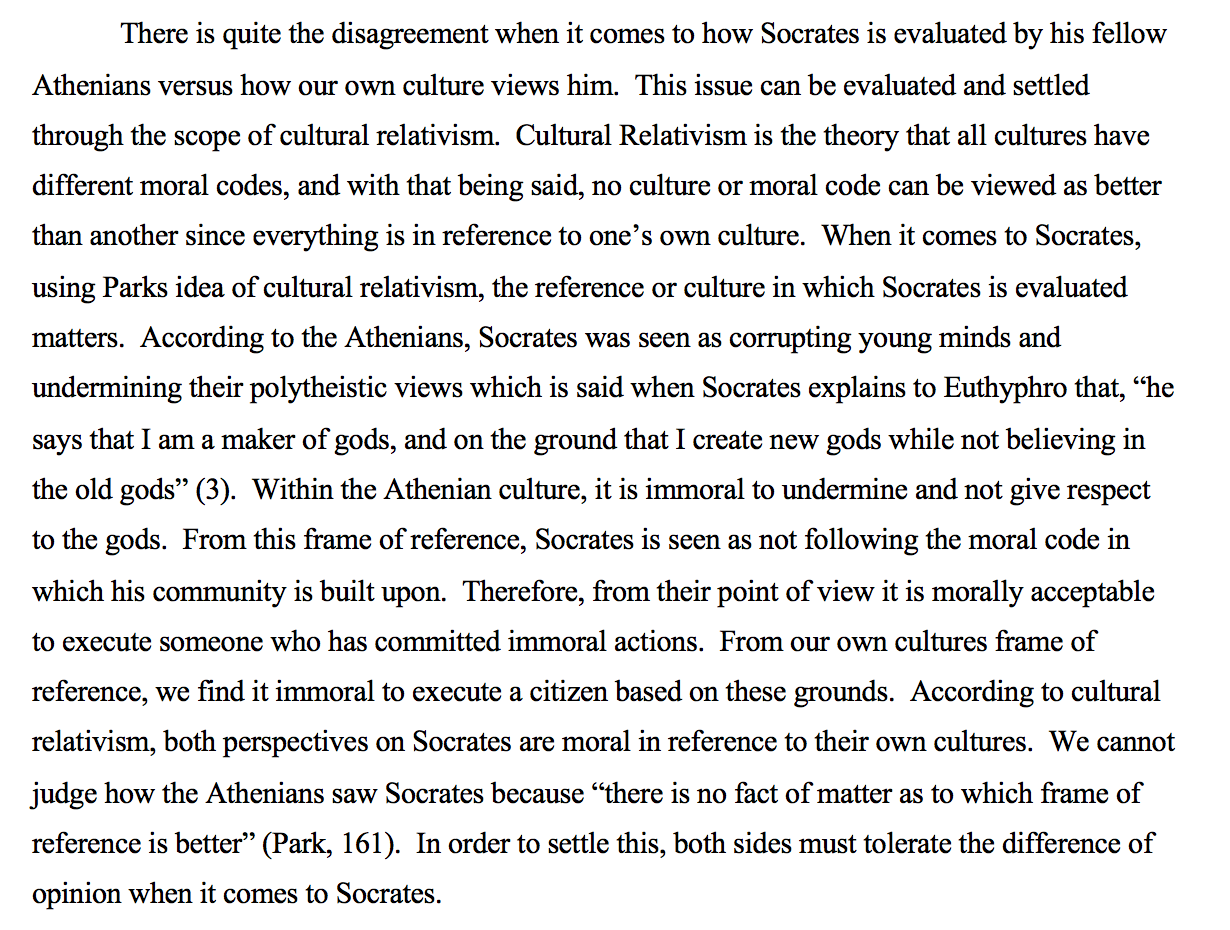 There is quite the disagreement when it comes to how Socrates is evaluated by his fellow
Athenians versus how our own culture views him.  This issue can be evaluated and settled
through the scope of cultural relativism.  Cultural Relativism is the theory that all cultures have
different moral codes, and with that being said, no culture or moral code can be viewed as better
than another since everything is in reference to one’s own culture.  When it comes to Socrates,
using Parks idea of cultural relativism, the reference or culture in which Socrates is evaluated
matters.  According to the Athenians, Socrates was seen as corrupting young minds and
undermining their polytheistic views which is said when Socrates explains to Euthyphro that, “he
says that I am a maker of gods, and on the ground that I create new gods while not believing in
the old gods” (3).  Within the Athenian culture, it is immoral to undermine and not give respect
to the gods.  From this frame of reference, Socrates is seen as not following the moral code in
which his community is built upon.  Therefore, from their point of view it is morally acceptable
to execute someone who has committed immoral actions.  From our own cultures frame of
reference, we find it immoral to execute a citizen based on these grounds.  According to cultural
relativism, both perspectives on Socrates are moral in reference to their own cultures.  We cannot
judge how the Athenians saw Socrates because “there is no fact of matter as to which frame of
reference is better” (Park, 161).  In order to settle this, both sides must tolerate the difference of
opinion when it comes to Socrates.